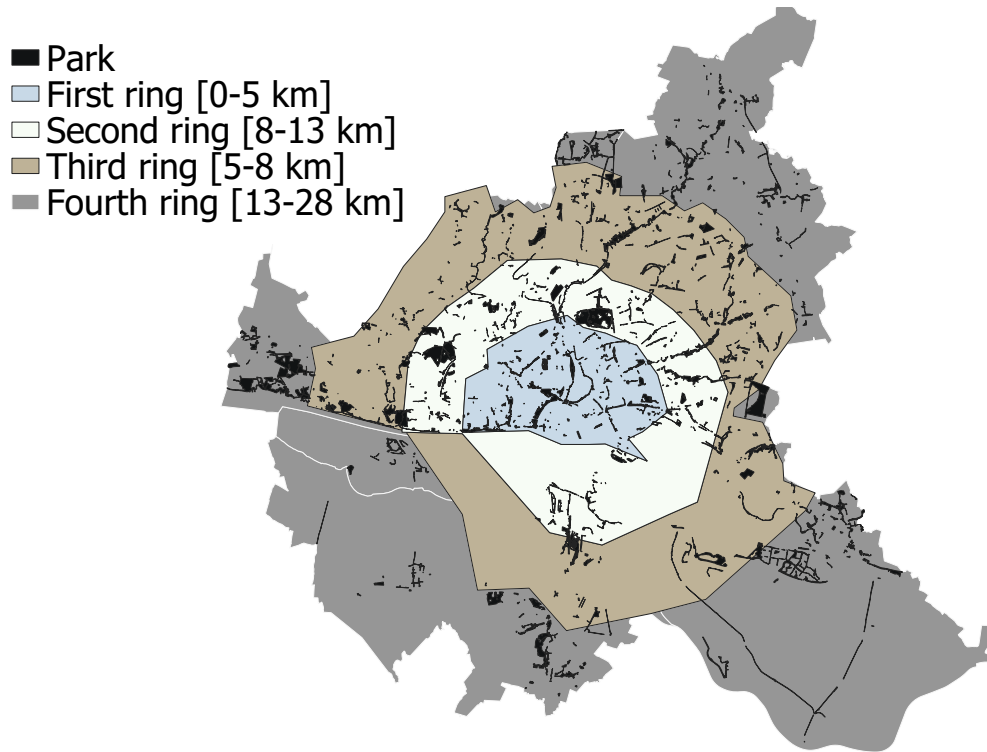 Park
First ring [0-5 km]
Second ring [8-13 km]
Third ring [5-8 km]
Fourth ring [13-28 km]